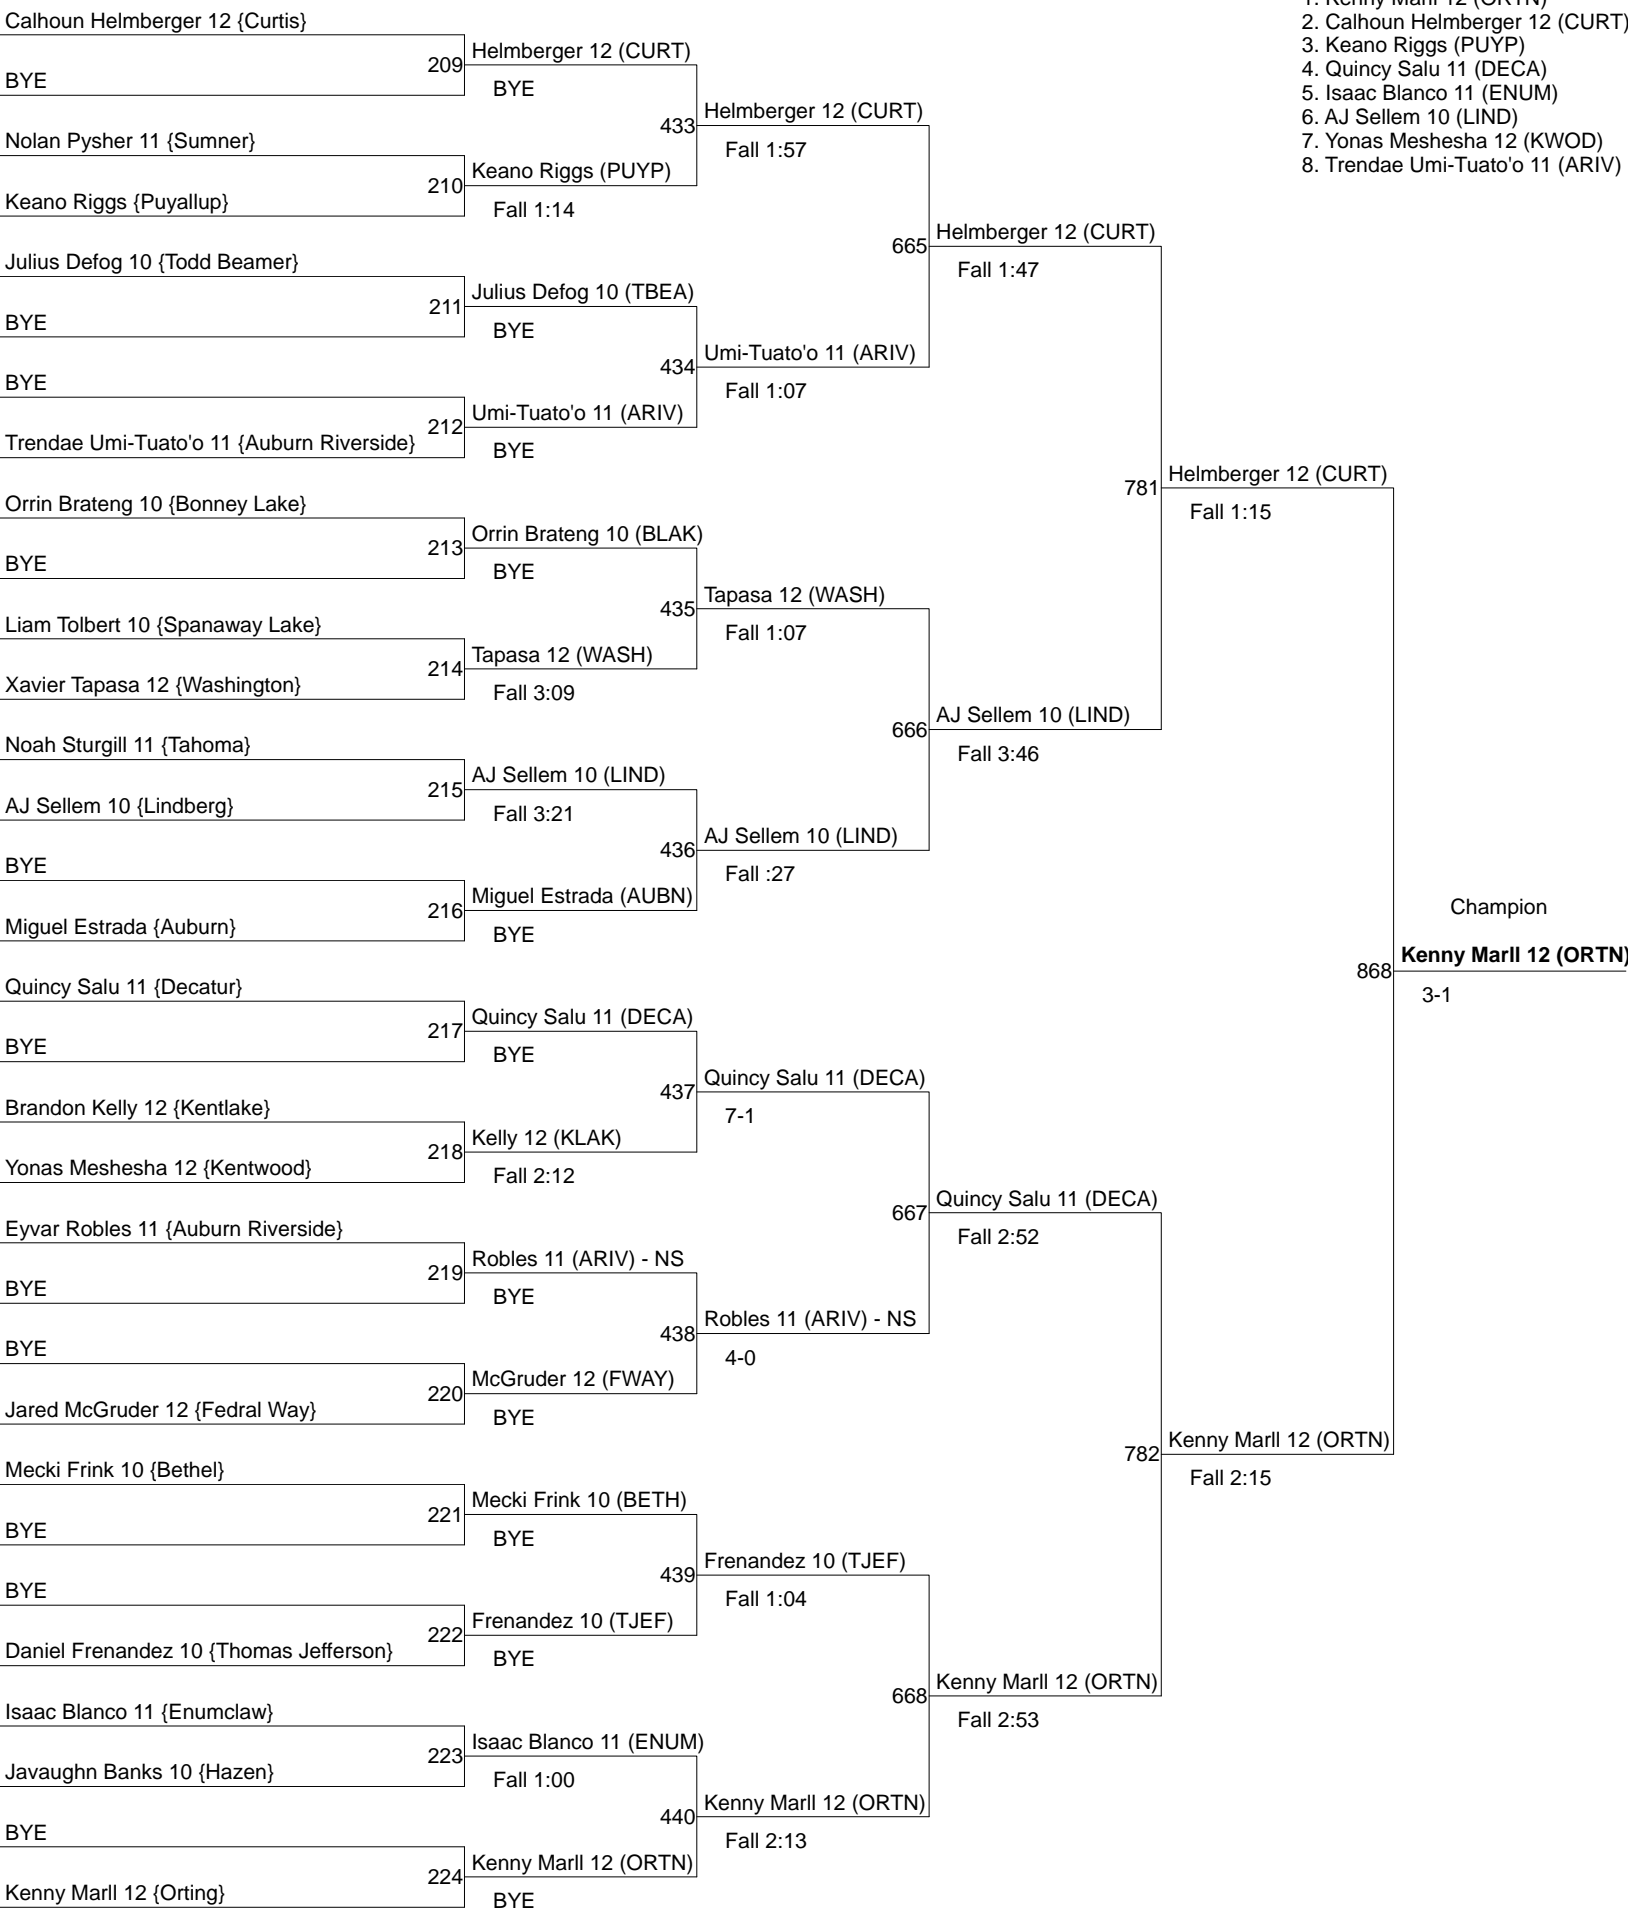 1. Kenny Marll 12 (ORTN)
2. Calhoun Helmberger 12 (CURT)
3. Keano Riggs (PUYP)
4. Quincy Salu 11 (DECA)
5. Isaac Blanco 11 (ENUM)
6. AJ Sellem 10 (LIND)
7. Yonas Meshesha 12 (KWOD)
8. Trendae Umi-Tuato'o 11 (ARIV)
Calhoun Helmberger 12 {Curtis}
BYE
Nolan Pysher 11 {Sumner}
Keano Riggs {Puyallup}
Julius Defog 10 {Todd Beamer}
BYE
BYE
Trendae Umi-Tuato'o 11 {Auburn Riverside}
Orrin Brateng 10 {Bonney Lake}
BYE
Liam Tolbert 10 {Spanaway Lake}
Xavier Tapasa 12 {Washington}
Noah Sturgill 11 {Tahoma}
AJ Sellem 10 {Lindberg}
BYE
Miguel Estrada {Auburn}
Quincy Salu 11 {Decatur}
BYE
Brandon Kelly 12 {Kentlake}
Yonas Meshesha 12 {Kentwood}
Eyvar Robles 11 {Auburn Riverside}
BYE
BYE
Jared McGruder 12 {Fedral Way}
Mecki Frink 10 {Bethel}
BYE
BYE
Daniel Frenandez 10 {Thomas Jefferson}
Isaac Blanco 11 {Enumclaw}
Javaughn Banks 10 {Hazen}
BYE
Kenny Marll 12 {Orting}
209
Helmberger 12 (CURT)
BYE
210
Keano Riggs (PUYP)
Fall 1:14
211
Julius Defog 10 (TBEA)
BYE
212
Umi-Tuato'o 11 (ARIV)
BYE
213
Orrin Brateng 10 (BLAK)
BYE
214
Tapasa 12 (WASH)
Fall 3:09
215
AJ Sellem 10 (LIND)
Fall 3:21
216
Miguel Estrada (AUBN)
BYE
217
Quincy Salu 11 (DECA)
BYE
218
Kelly 12 (KLAK)
Fall 2:12
219
Robles 11 (ARIV) - NS
BYE
220
McGruder 12 (FWAY)
BYE
221
Mecki Frink 10 (BETH)
BYE
222
Frenandez 10 (TJEF)
BYE
223
Isaac Blanco 11 (ENUM)
Fall 1:00
224
Kenny Marll 12 (ORTN)
BYE
433
Helmberger 12 (CURT)
Fall 1:57
434
Umi-Tuato'o 11 (ARIV)
Fall 1:07
435
Tapasa 12 (WASH)
Fall 1:07
436
AJ Sellem 10 (LIND)
Fall :27
437
Quincy Salu 11 (DECA)
7-1
438
Robles 11 (ARIV) - NS
4-0
439
Frenandez 10 (TJEF)
Fall 1:04
440
Kenny Marll 12 (ORTN)
Fall 2:13
665
Helmberger 12 (CURT)
Fall 1:47
666
AJ Sellem 10 (LIND)
Fall 3:46
667
Quincy Salu 11 (DECA)
Fall 2:52
668
Kenny Marll 12 (ORTN)
Fall 2:53
781
Helmberger 12 (CURT)
Fall 1:15
782
Kenny Marll 12 (ORTN)
Fall 2:15
Champion
868
Kenny Marll 12 (ORTN)
3-1